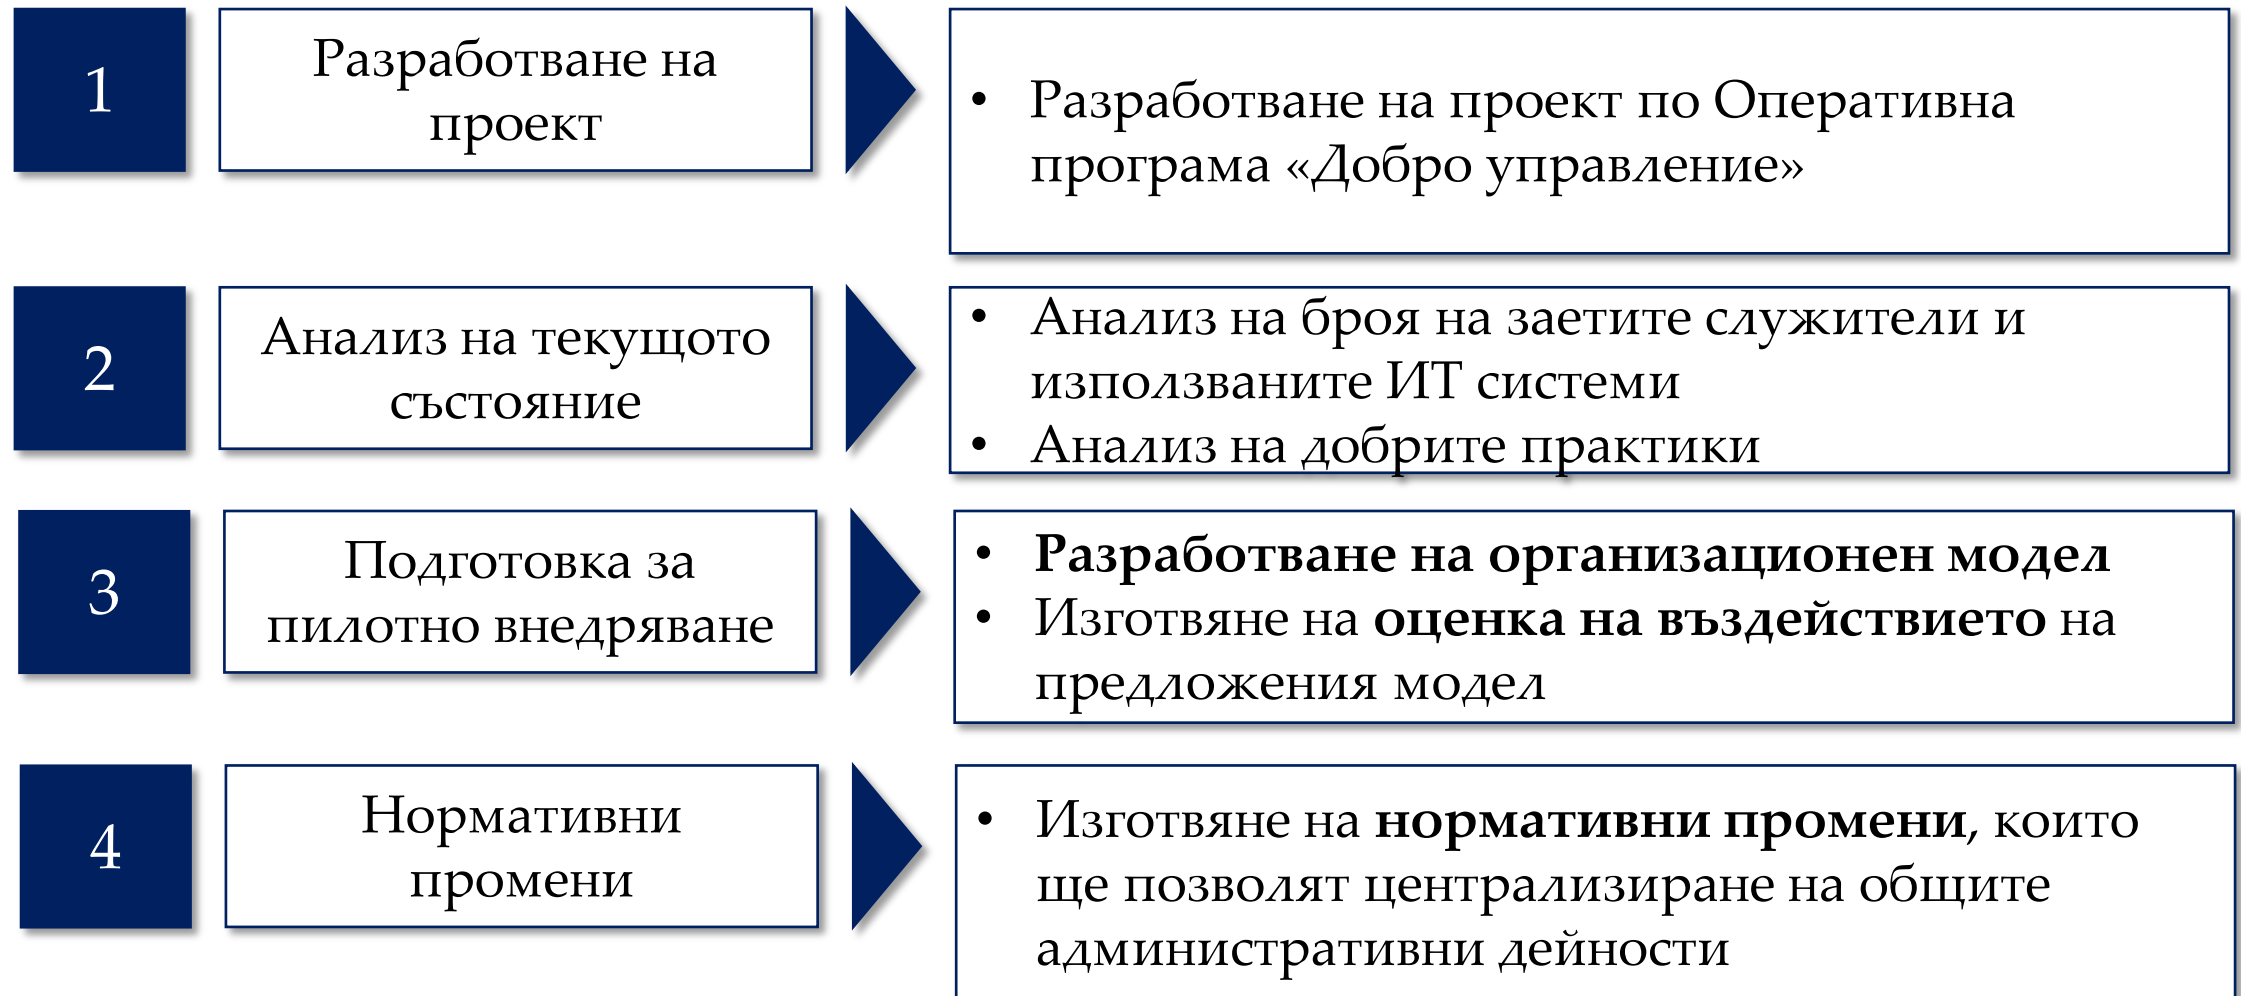 1
Разработване на
проект
• Разработване на проект по Оперативна
програма «Добро управление»
2
Анализ на текущото
състояние
• Анализ на броя на заетите служители и
използваните ИТ системи
• Анализ на добрите практики
3
Подготовка за
пилотно внедряване
• Разработване на организационен модел
• Изготвяне на оценка на въздействието на
предложения модел
4
Нормативни
промени
• Изготвяне на нормативни промени, които
ще позволят централизиране на общите
административни дейности